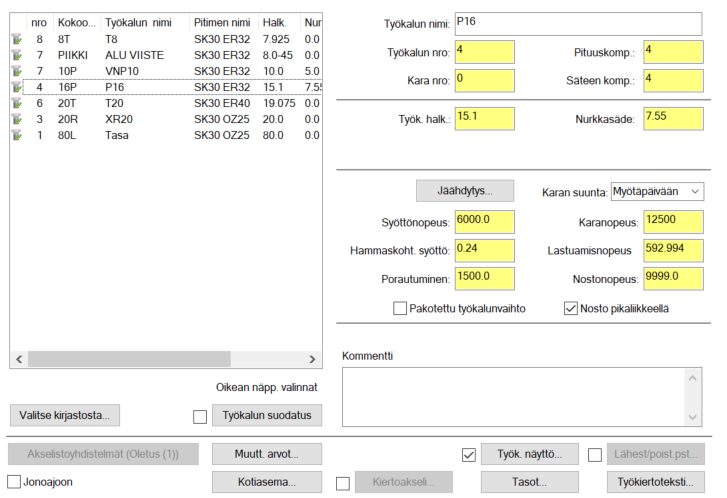 nro Kokoo... Työkalun nimi Pitimen nimi Halk. Nur
8 8T T8 SK30 ER32 7.925 0.0
7 PIIKKI ALU VIISTE SK30 ER32 8.0-45 0.0
7 10P VNP10 SK30 ER32 10.0 5.0
4 16P P16 SK30 ER32 15.1 7.55
6 20T T20 SK30 ER40 19.075 0.0
3 20R XR20 SK30 OZ25 20.0 0.0
1 80L Tasa SK30 OZ25 80.0 0.0
Oikean näpp. valinnat
Valitse kirjastosta... Työkalun suodatus
Työkalun nimi: P16
Työkalun nro: 4 Pituuskomp.: 4
Kara nro: 0 Säteen komp.: 4
Työk. halk.: 15.1 Nurkkasäde: 7.55
Jäähdytys... Karan suunta: Myötäpäivään
Syöttönopeus: 6000.0 Karanopeus: 12500
Hammaskoht. syöttö: 0.24 Lastuamisnopeus 592.994
Porautuminen: 1500.0 Nostonopeus: 9999.0
Pakotettu työkalunvaihto Nosto pikaliikkeellä
Kommentti
Akselistoyhdistelmät (Oletus (1)) Muutt. arvot... Työk. näyttö... Lähest/poist.pst...
Jonoajoon Kotiasema... Kiertoakseli... Tasot... Työkiertoteksti...